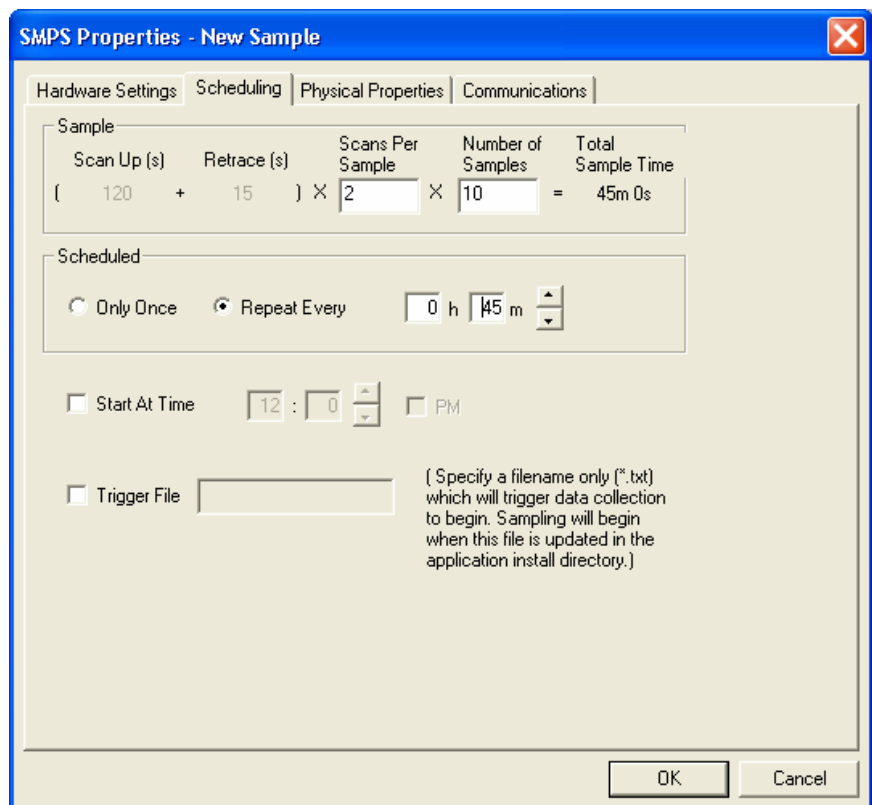 SMPS Properties - New Sample
Hardware Settings Scheduling Physical Properties Communications
Sample
Scan Up (s) Retrace (s) Scans Per Sample Number of Samples Total Sample Time
( 120 + 15 ) X 2 X 10 = 45m 0s
Scheduled
Only Once Repeat Every 0 h 45 m
Start At Time 12 : 0 PM
Trigger File
( Specify a filename only (*.txt)
which will trigger data collection
to begin. Sampling will begin
when this file is updated in the
application install directory.)
OK Cancel